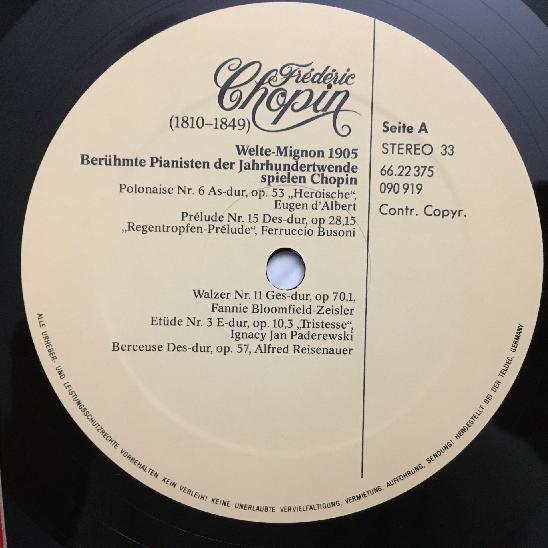 Frédéric
Chopin
(1810–1849)
Welte-Mignon 1905
Berühmte Pianisten der Jahrhundertwende
spielen Chopin
Polonaise Nr. 6 As-dur, op. 53 „Heroische“,
Eugen d'Albert
Prélude Nr. 15 Des-dur, op 28,15
„Regentropfen-Prélude“, Ferruccio Busoni
Walzer Nr. 11 Ges-dur, op 70,1,
Fannie Bloomfield-Zeisler
Etüde Nr. 3 E-dur, op. 10,3 „Tristesse“,
Ignacy Jan Paderewski
Berceuse Des-dur, op. 57, Alfred Reisenauer
Seite A
STEREO 33
66.22 375
090 919
Contr. Copyr.
ALLE URHEBER- UND LEISTUNGSSCHUTZRECHTE VORBEHALTEN. KEIN VERLEIH! KEINE UNERLAUBTE VERVIELFÄLTIGUNG, VERMIETUNG, AUFFÜHRUNG, SENDUNG! HERGESTELLT BEI DER TELDEC, GERMANY